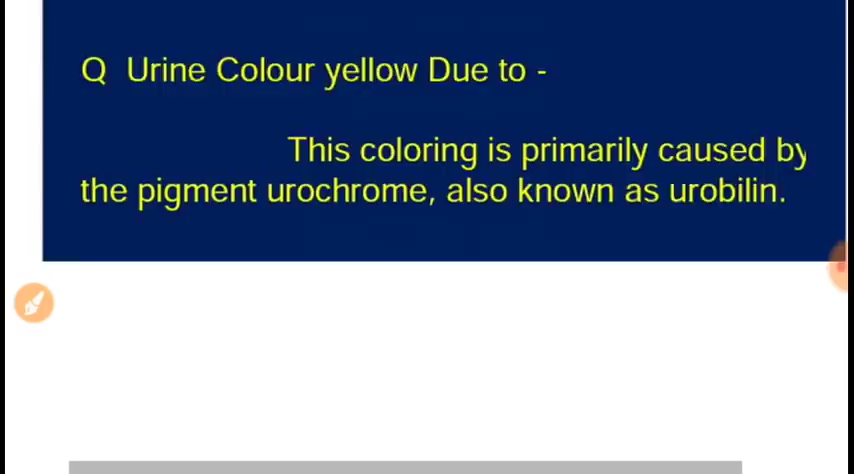 Q Urine Colour yellow Due to -
This coloring is primarily caused by
the pigment urochrome, also known as urobilin.